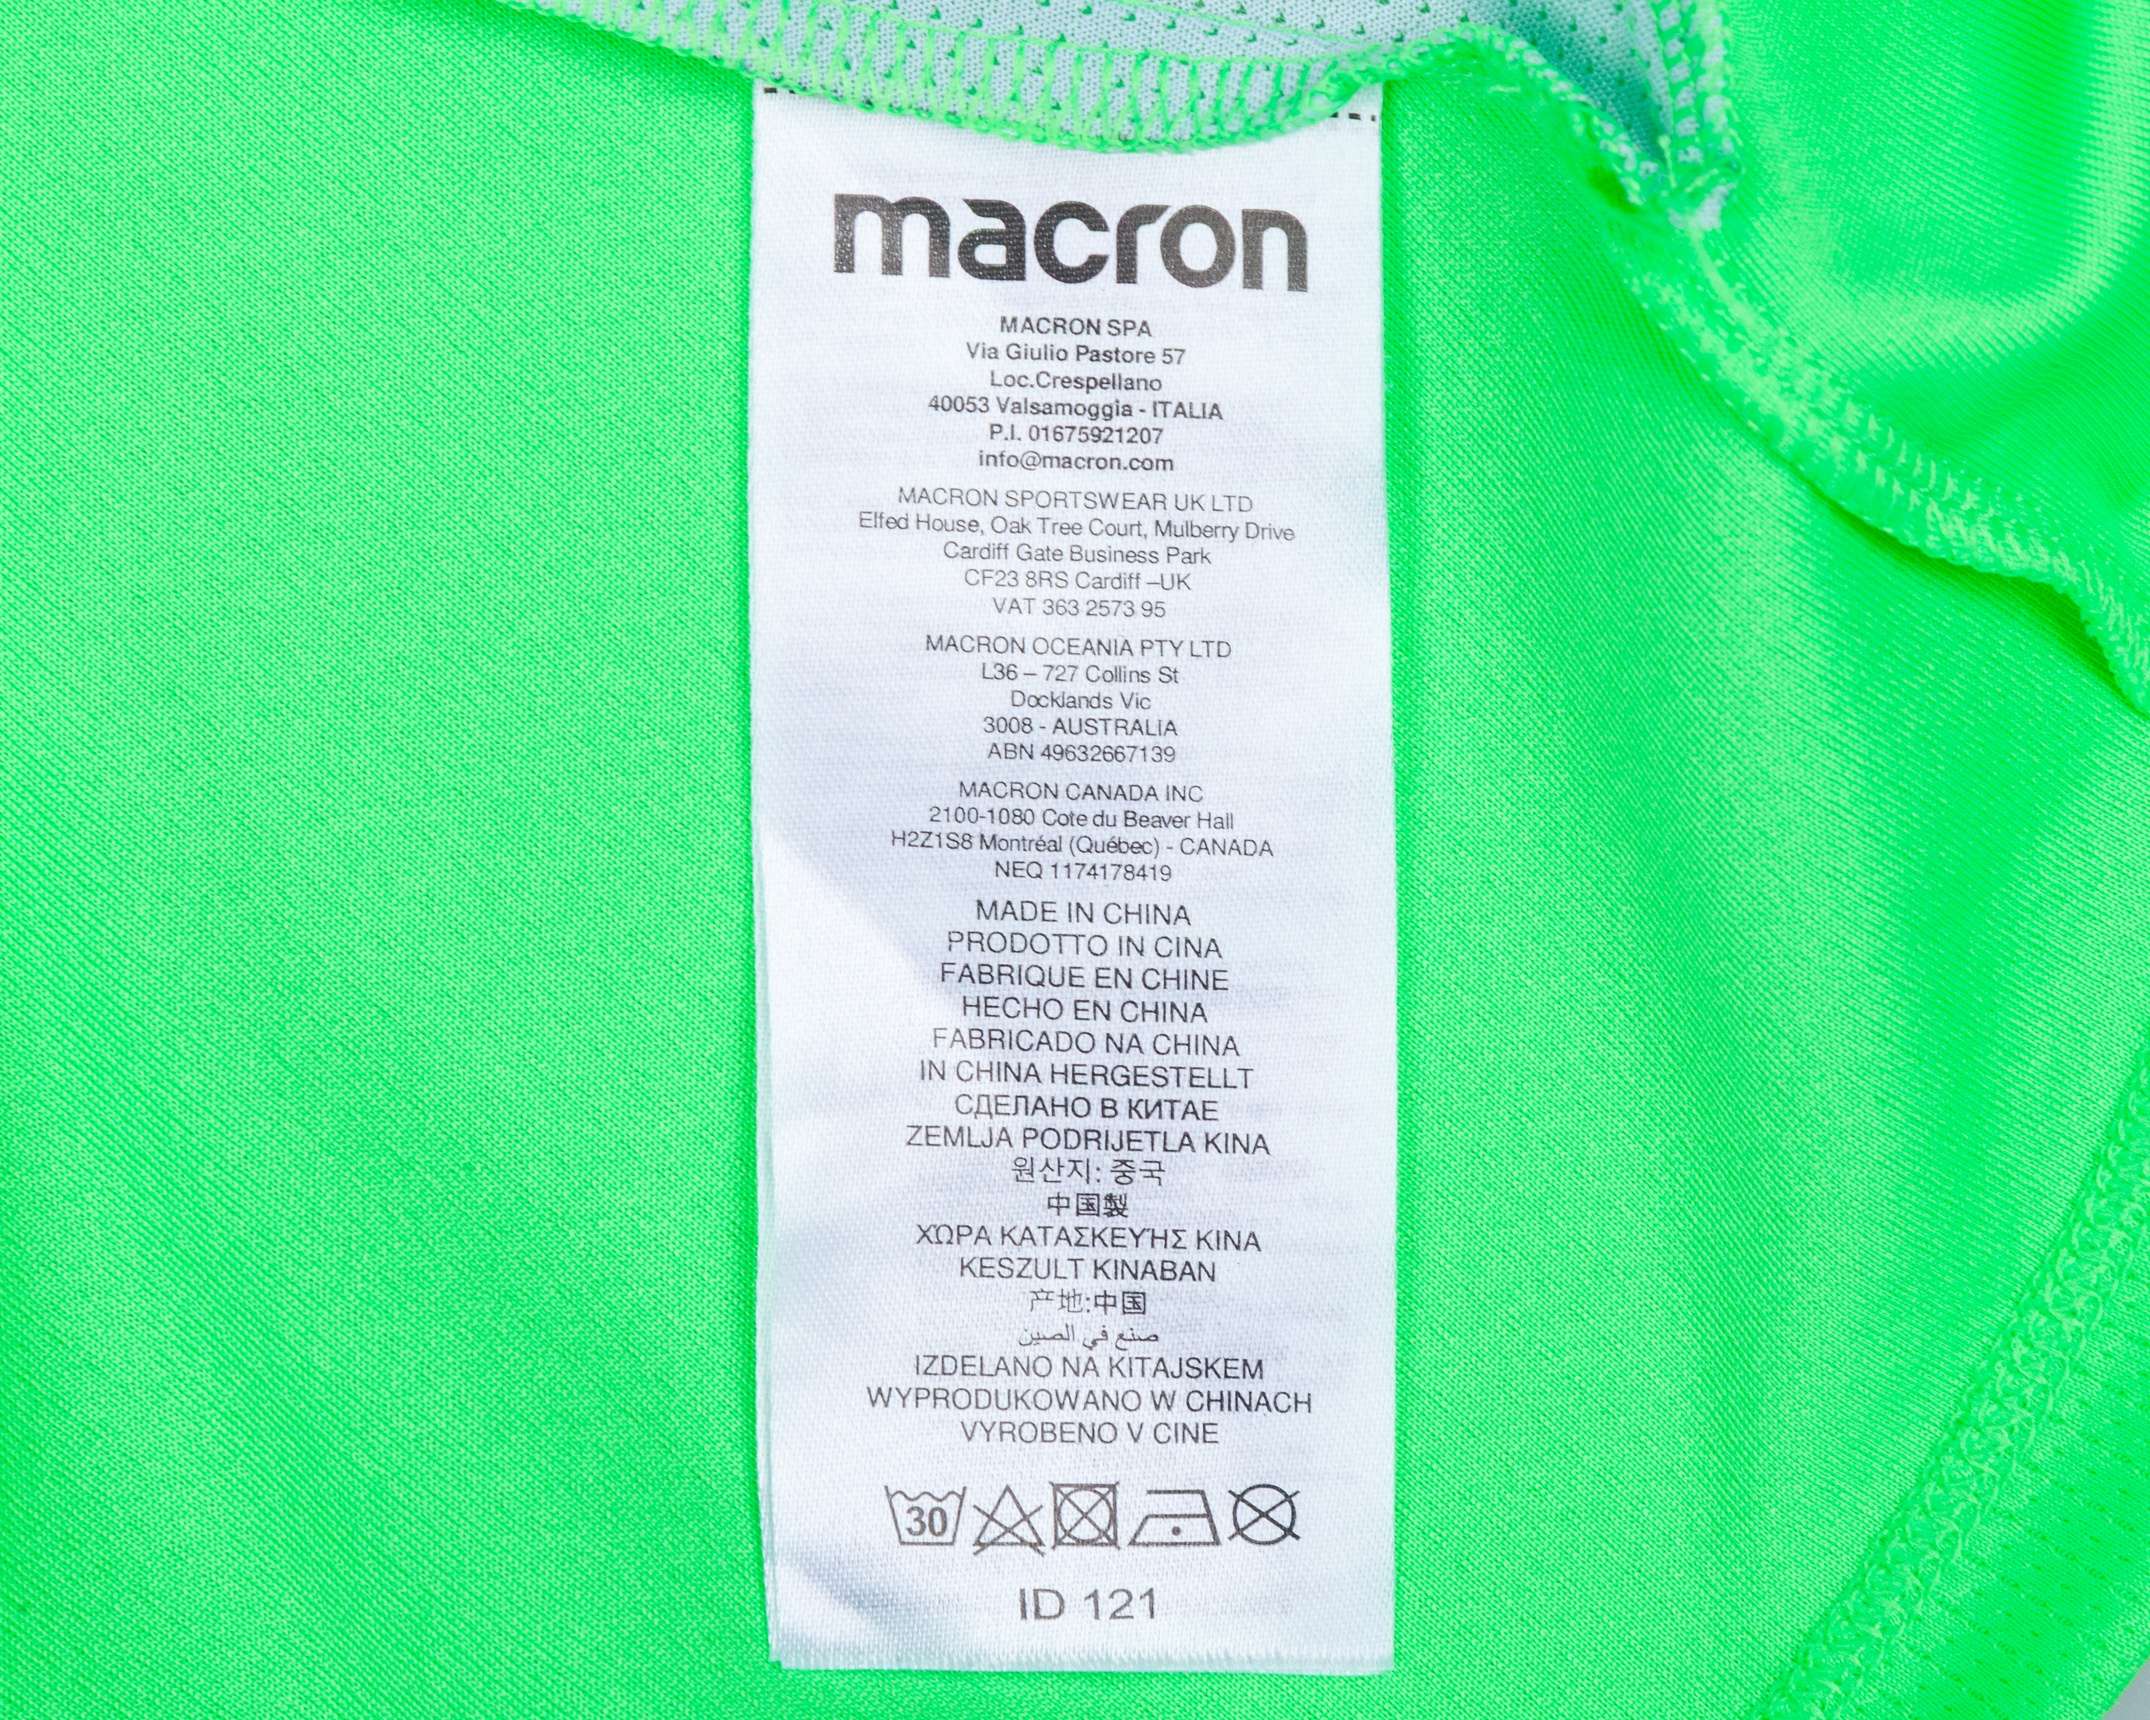 macron
MACRON SPA
Via Giulio Pastore 57
Loc.Crespellano
40053 Valsamoggia - ITALIA
P.I. 01675921207
info@macron.com
MACRON SPORTSWEAR UK LTD
Elfed House, Oak Tree Court, Mulberry Drive
Cardiff Gate Business Park
CF23 8RS Cardiff –UK
VAT 363 2573 95
MACRON OCEANIA PTY LTD
L36 – 727 Collins St
Docklands Vic
3008 - AUSTRALIA
ABN 49632667139
MACRON CANADA INC
2100-1080 Cote du Beaver Hall
H2Z1S8 Montréal (Québec) - CANADA
NEQ 1174178419
MADE IN CHINA
PRODOTTO IN CINA
FABRIQUE EN CHINE
HECHO EN CHINA
FABRICADO NA CHINA
IN CHINA HERGESTELLT
СДЕЛАНО В КИТАЕ
ZEMLJA PODRIJETLA KINA
원산지: 중국
中国製
ΧΏΡΑ ΚΑΤΑΣΚΕΥΉΣ ΚΙΝΑ
KESZULT KINABAN
产地:中国
صنع في الصين
IZDELANO NA KITAJSKEM
WYPRODUKOWANO W CHINACH
VYROBENO V CINE
30
ID 121